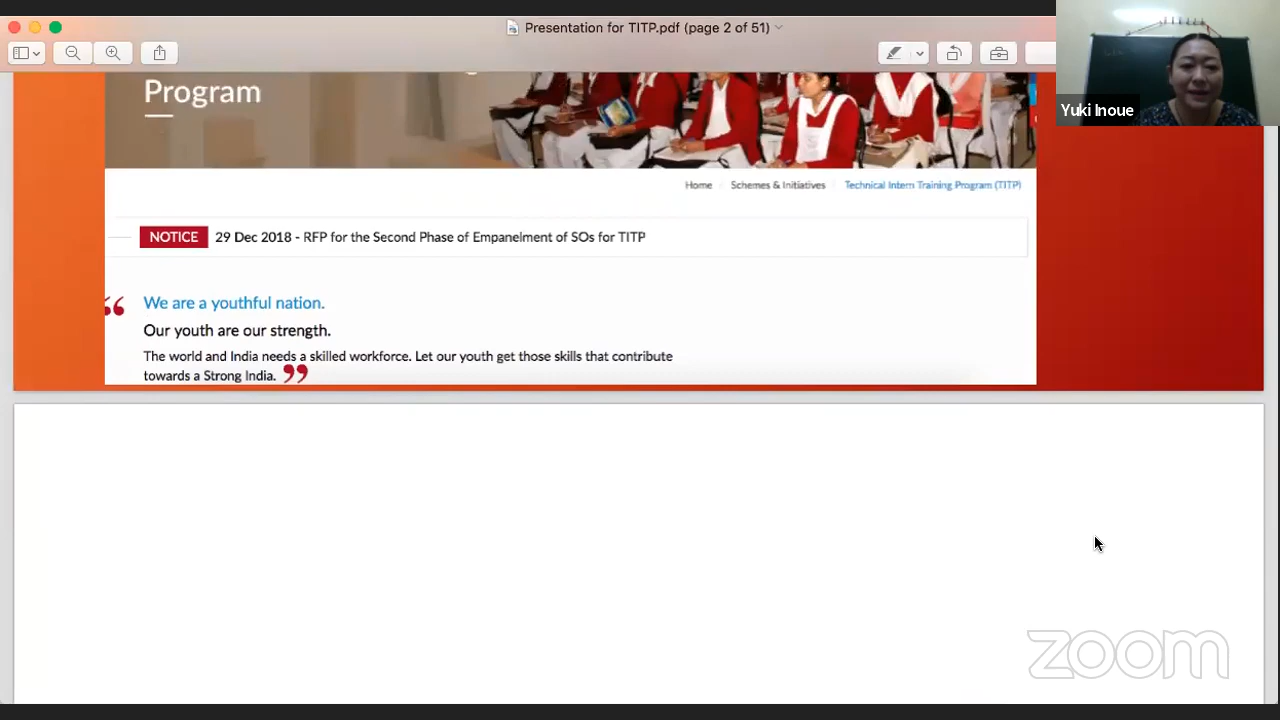 Presentation for TITP.pdf (page 2 of 51)
Yuki Inoue
Program
Home
Schemes & Initiatives
Technical Intern Training Program (TITP)
NOTICE 29 Dec 2018 - RFP for the Second Phase of Empanelment of SOs for TITP
“ We are a youthful nation.
Our youth are our strength.
The world and India needs a skilled workforce. Let our youth get those skills that contribute
towards a Strong India. ”
zoom